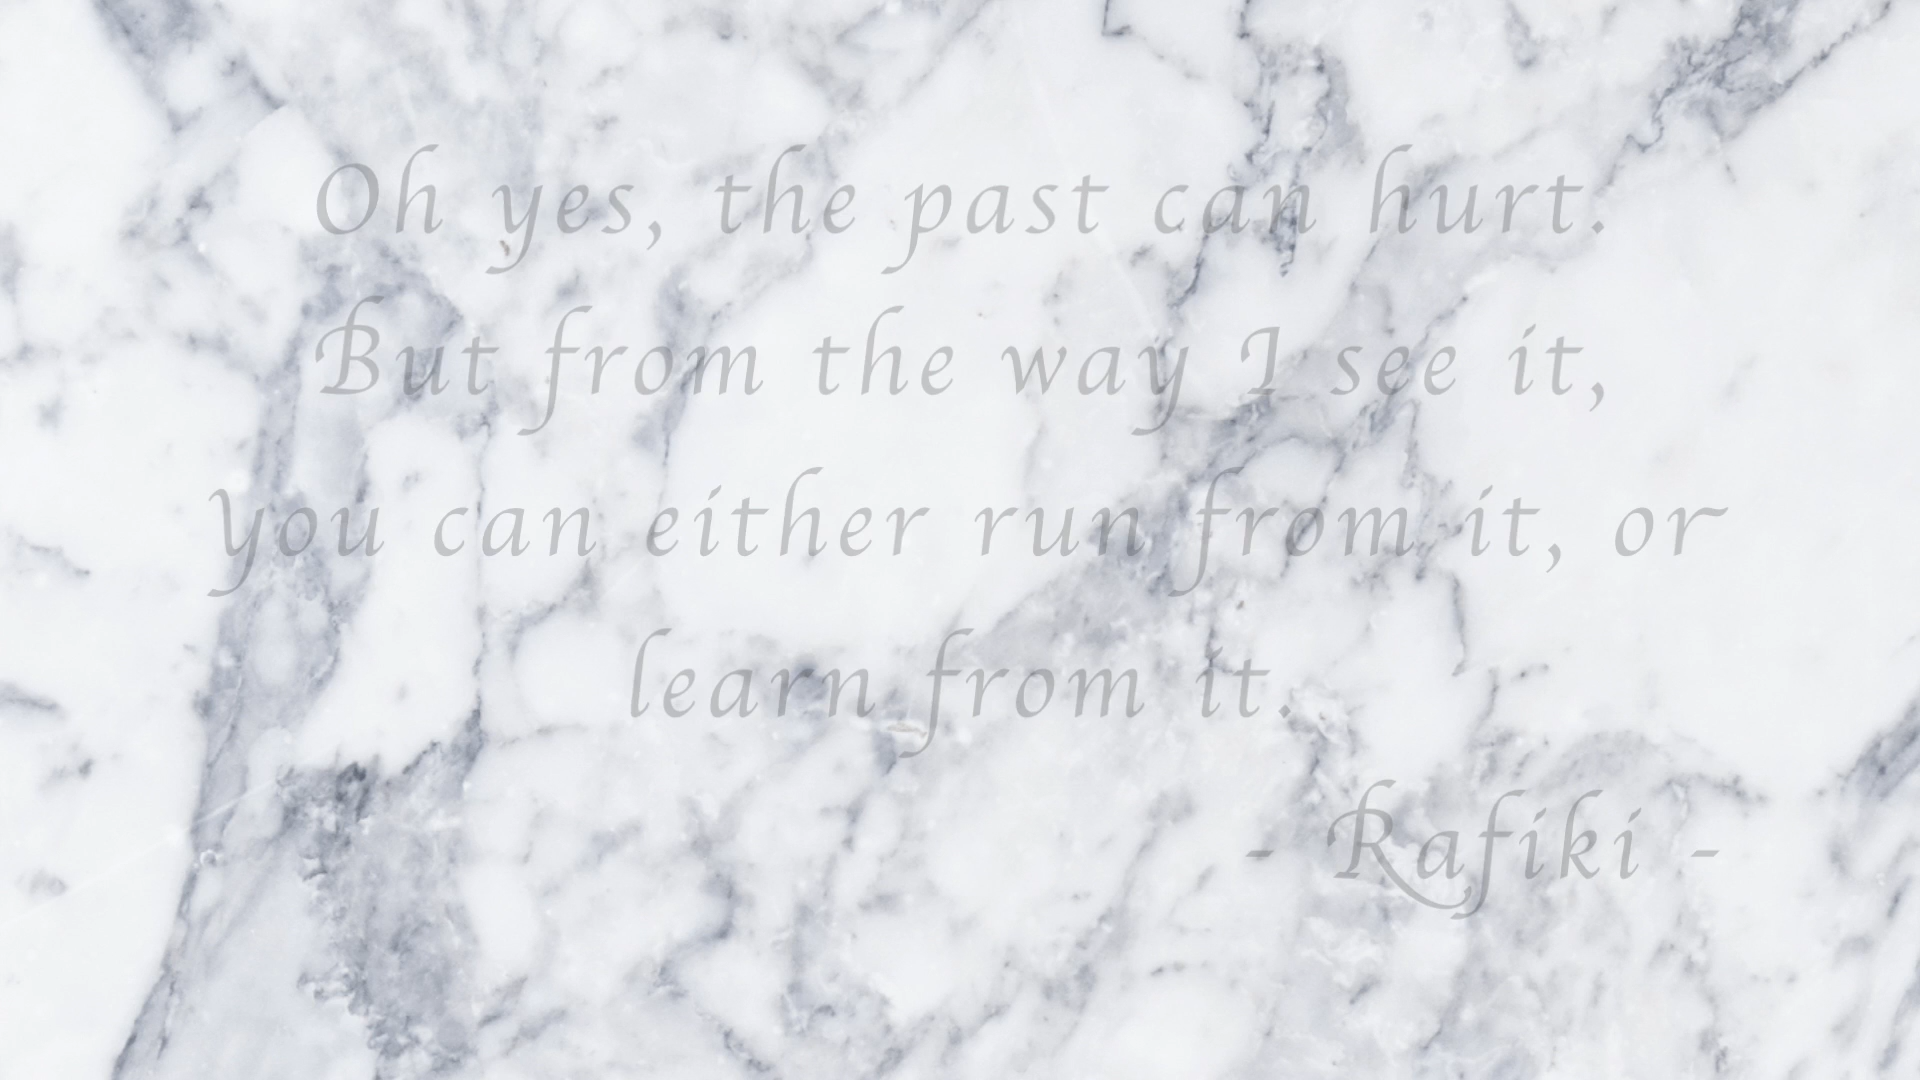 Oh yes, the past can hurt.
But from the way I see it,
you can either run from it, or
learn from it.
- Rafiki -